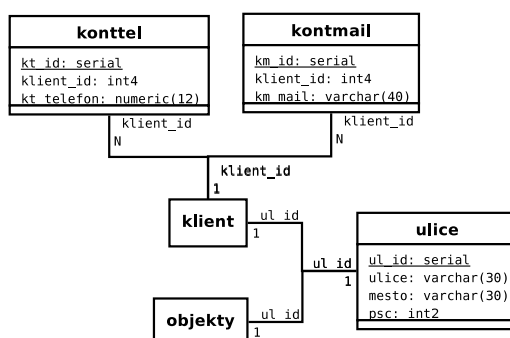 konttel
kt_id: serial
klient_id: int4
kt_telefon: numeric(12)
kontmail
km_id: serial
klient_id: int4
km_mail: varchar(40)
klient_id
N
klient_id
N
klient_id
1
klient
ul_id
1
ul_id
1
ulice
ul_id: serial
ulice: varchar(30)
mesto: varchar(30)
psc: int2
objekty
ul_id
1